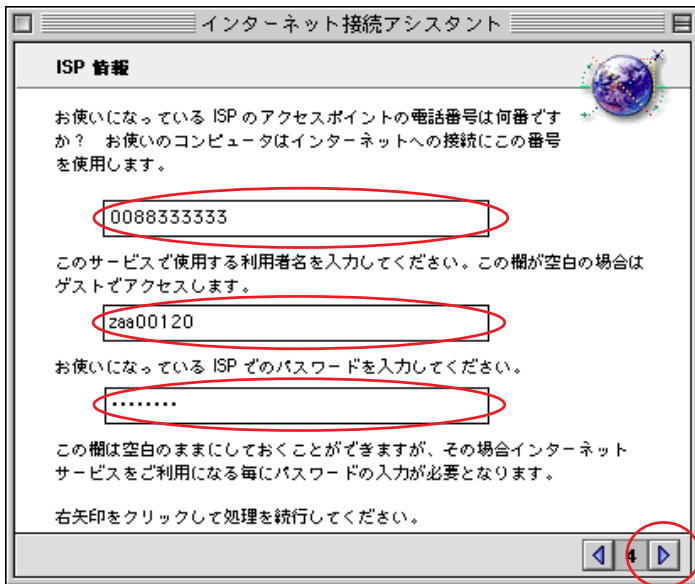 インターネット接続アシスタント
ISP 情報
お使いになっている ISP のアクセスポイントの電話番号は何番です
か？ お使いのコンピュータはインターネットへの接続にこの番号
を使用します。
0088333333
このサービスで使用する利用者名を入力してください。この欄が空白の場合は
ゲストでアクセスします。
zaa00120
お使いになっている ISP でのパスワードを入力してください。
••••••••
この欄は空白のままにしておくことができますが、その場合インターネット
サービスをご利用になる毎にパスワードの入力が必要となります。
右矢印をクリックして処理を続行してください。
4